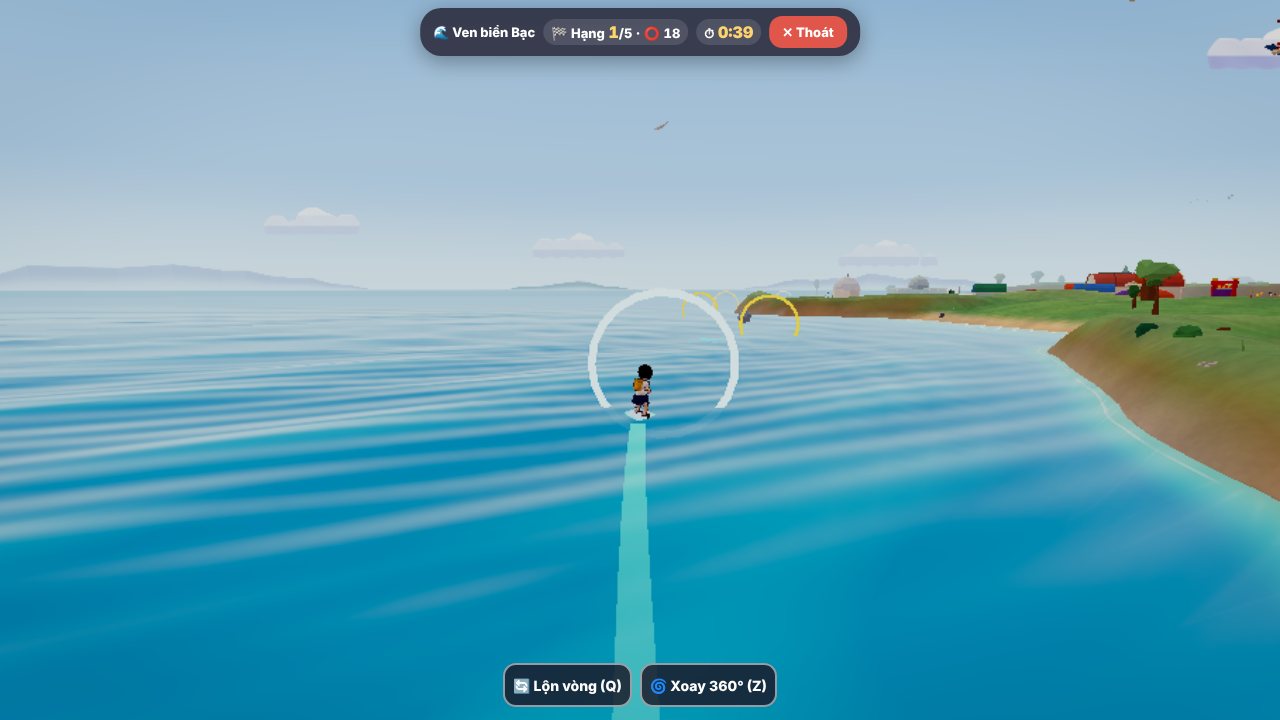 🌊 Ven biển Bạc 🏁 Hạng 1/5 · ⭕ 18 ⏱ 0:39 ✕ Thoát
🔄 Lộn vòng (Q) 🌀 Xoay 360° (Z)